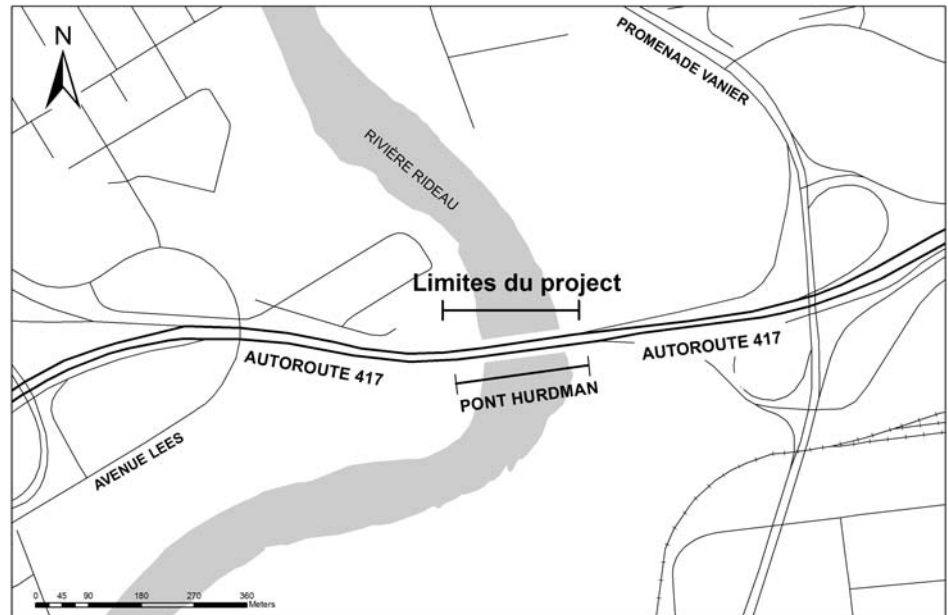 N
PROMENADE VANIER
RIVIÈRE RIDEAU
Limites du project
AUTOROUTE 417
AUTOROUTE 417
PONT HURDMAN
AVENUE LEES
0 45 90 180 270 360
Meters